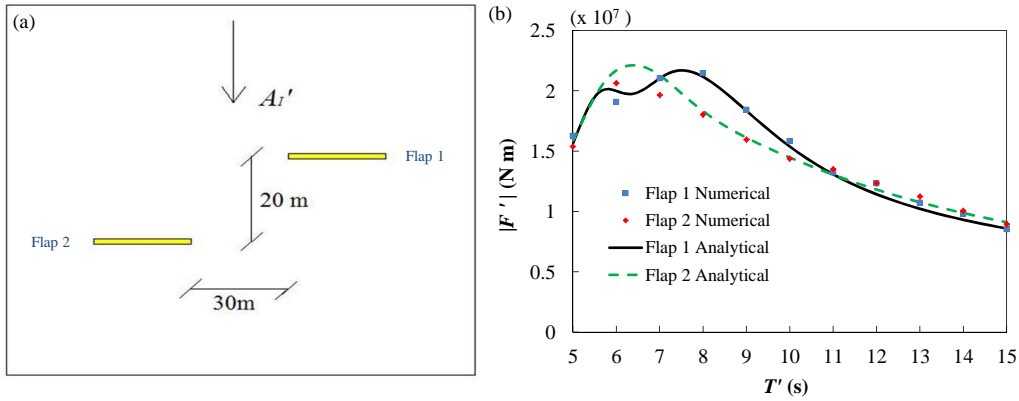 (a)
A_I'
Flap 1
20 m
Flap 2
30m
(b)
(x 10⁷)
2.5
2
1.5
1
0.5
0
|F'| (N m)
Flap 1 Numerical
Flap 2 Numerical
Flap 1 Analytical
Flap 2 Analytical
5 6 7 8 9 10 11 12 13 14 15
T' (s)